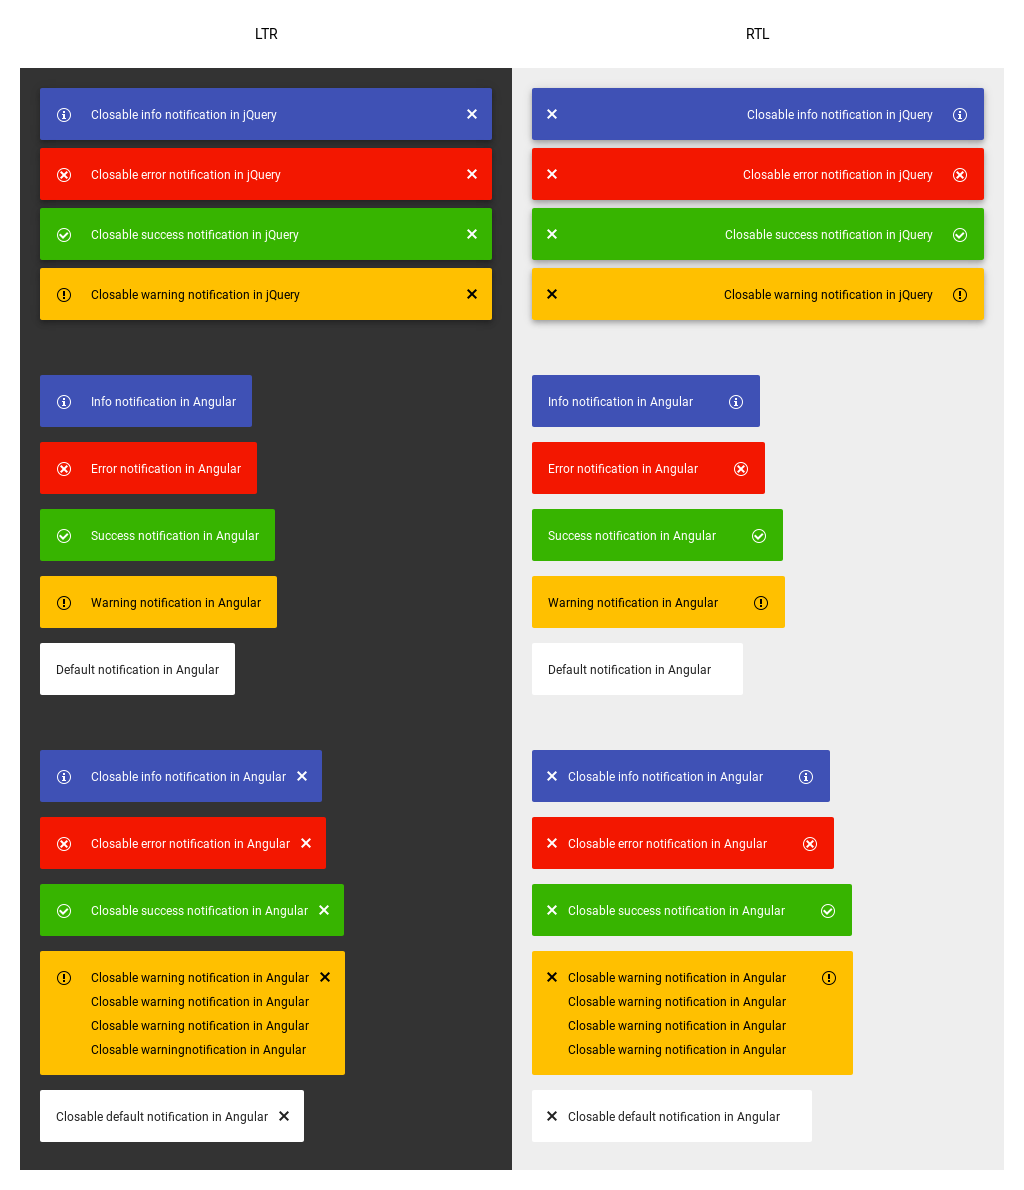 LTR
Closable info notification in jQuery
Closable error notification in jQuery
Closable success notification in jQuery
Closable warning notification in jQuery
Info notification in Angular
Error notification in Angular
Success notification in Angular
Warning notification in Angular
Default notification in Angular
Closable info notification in Angular
Closable error notification in Angular
Closable success notification in Angular
Closable warning notification in Angular
Closable warning notification in Angular
Closable warning notification in Angular
Closable warningnotification in Angular
Closable default notification in Angular
RTL
Closable info notification in jQuery
Closable error notification in jQuery
Closable success notification in jQuery
Closable warning notification in jQuery
Info notification in Angular
Error notification in Angular
Success notification in Angular
Warning notification in Angular
Default notification in Angular
Closable info notification in Angular
Closable error notification in Angular
Closable success notification in Angular
Closable warning notification in Angular
Closable warning notification in Angular
Closable warning notification in Angular
Closable warning notification in Angular
Closable default notification in Angular